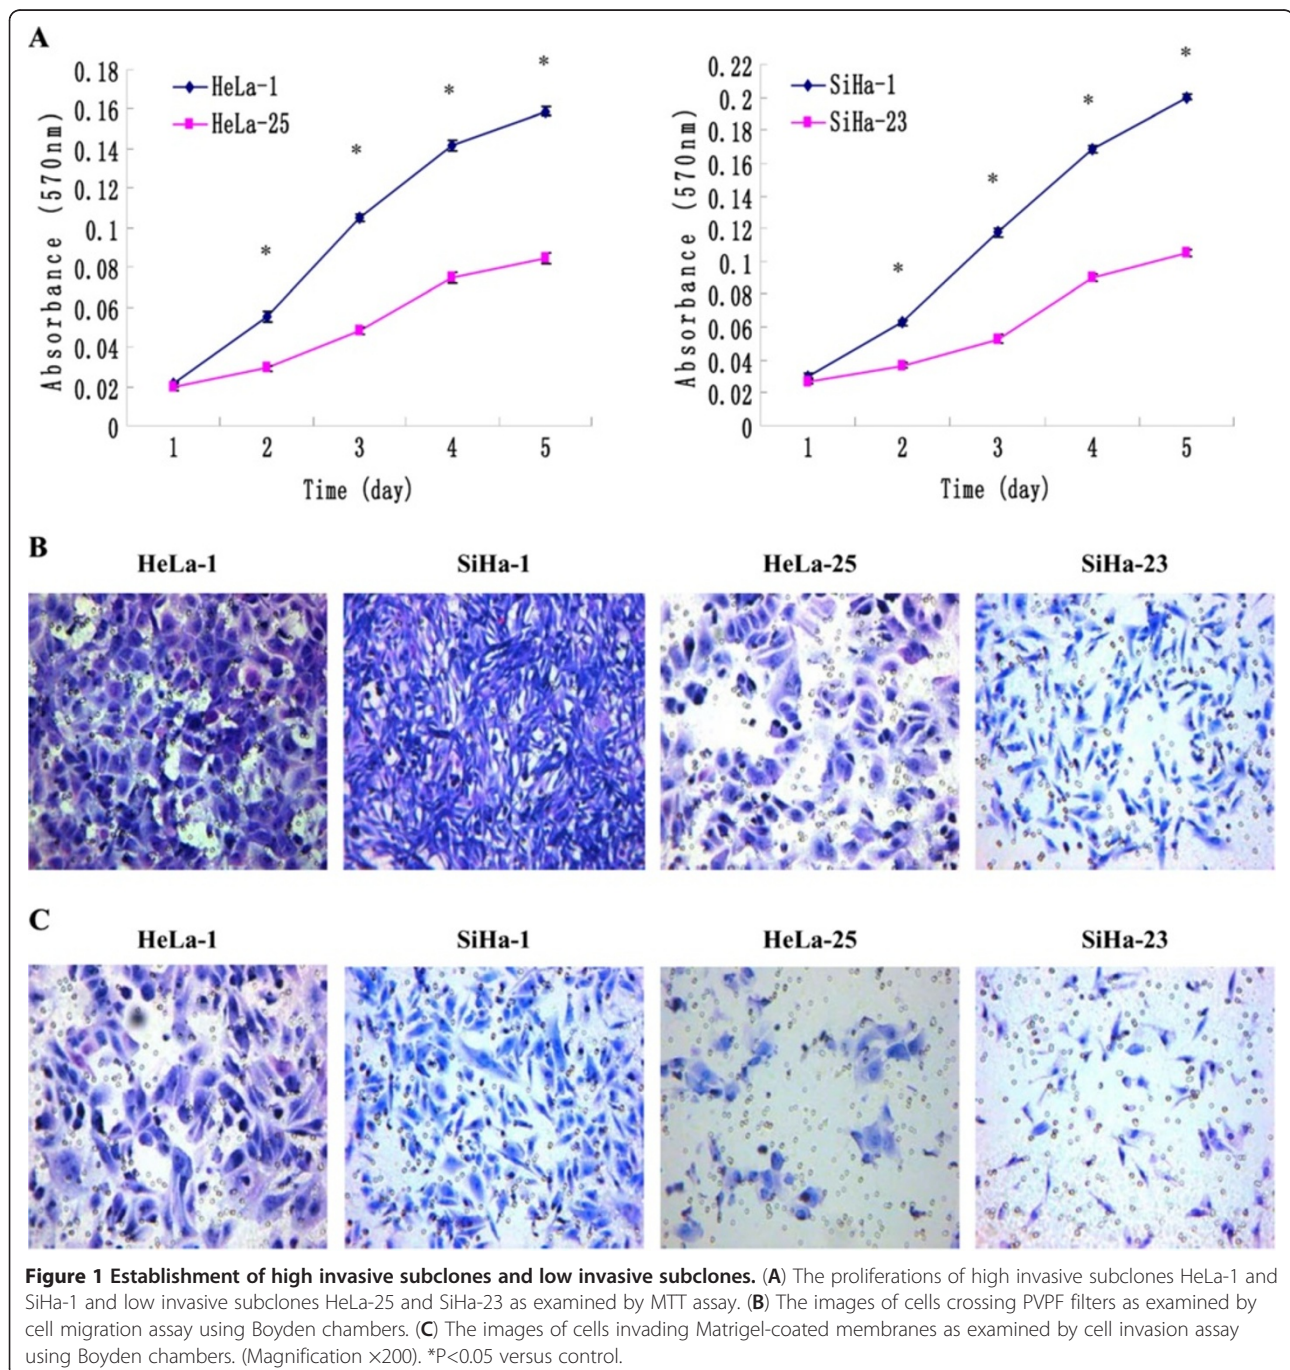 A
0.18
0.16
0.14
0.12
0.1
0.08
0.06
0.04
0.02
0
Absorbance (570nm)
HeLa-1
HeLa-25
*
*
*
*
1 2 3 4 5
Time (day)
0.22
0.2
0.18
0.16
0.14
0.12
0.1
0.08
0.06
0.04
0.02
0
Absorbance (570nm)
SiHa-1
SiHa-23
*
*
*
*
1 2 3 4 5
Time (day)
B
HeLa-1 SiHa-1 HeLa-25 SiHa-23
C
HeLa-1 SiHa-1 HeLa-25 SiHa-23
Figure 1 Establishment of high invasive subclones and low invasive subclones. (A) The proliferations of high invasive subclones HeLa-1 and
SiHa-1 and low invasive subclones HeLa-25 and SiHa-23 as examined by MTT assay. (B) The images of cells crossing PVPF filters as examined by
cell migration assay using Boyden chambers. (C) The images of cells invading Matrigel-coated membranes as examined by cell invasion assay
using Boyden chambers. (Magnification ×200). *P<0.05 versus control.